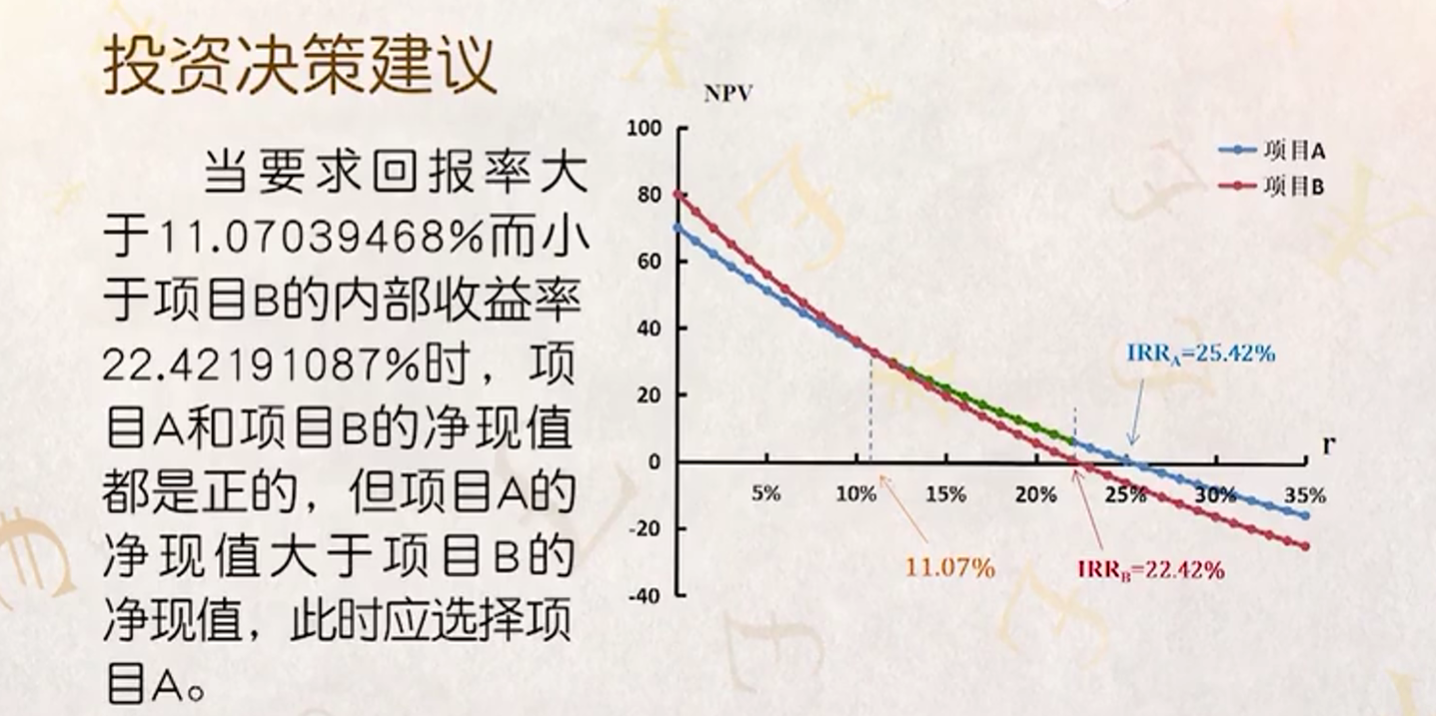 投资决策建议
当要求回报率大
于11.07039468%而小
于项目B的内部收益率
22.42191087%时，项
目A和项目B的净现值
都是正的，但项目A的
净现值大于项目B的
净现值，此时应选择项
目A。
NPV
100
80
60
40
20
0
-20
-40
5%
10%
15%
20%
25%
30%
35%
r
项目A
项目B
IRRA=25.42%
11.07%
IRRB=22.42%